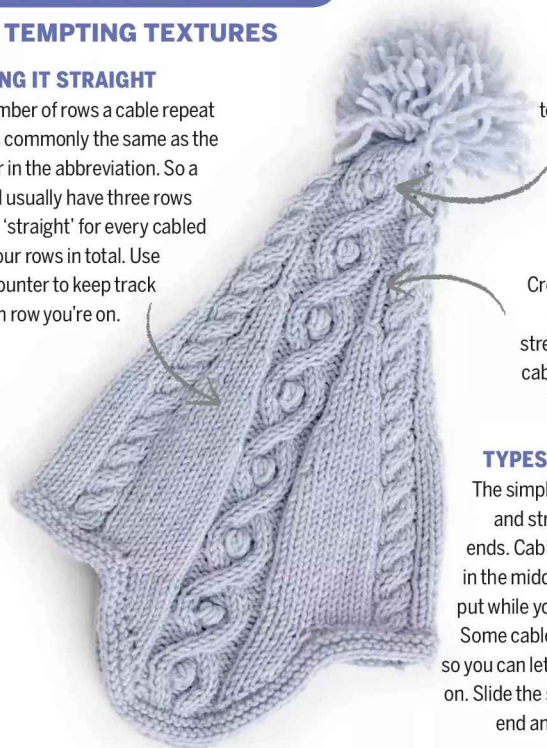 TEMPTING TEXTURES
NG IT STRAIGHT
mber of rows a cable repeat
commonly the same as the
r in the abbreviation. So a
usually have three rows
'straight' for every cabled
our rows in total. Use
ounter to keep track
row you're on.
Cr
stre
cab
TYPES
The simpl
and str
ends. Cabl
in the midd
put while yo
Some cable
so you can let
on. Slide the s
end an